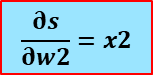 ∂s/∂w2 = x2